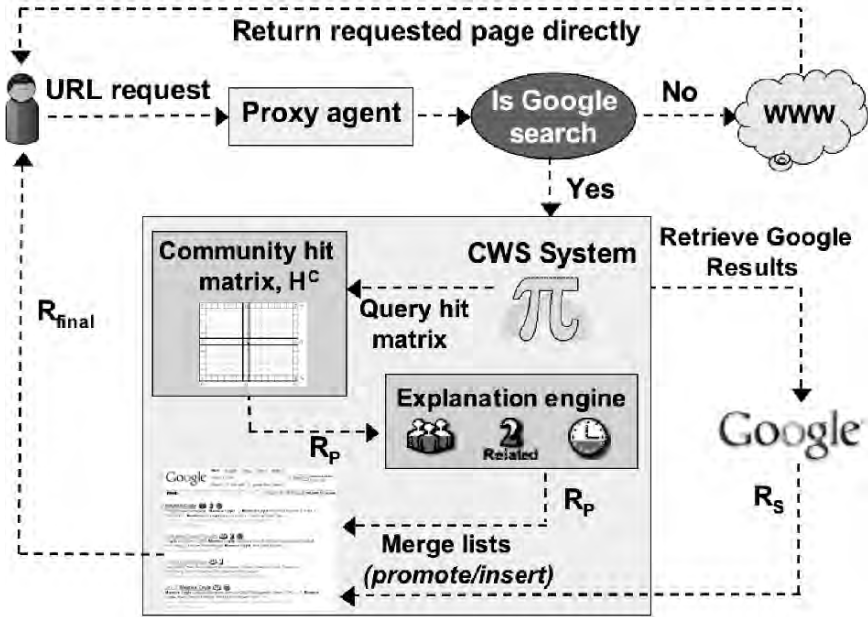 Return requested page directly
URL request
Proxy agent
Is Google
search
No
WWW
Yes
Community hit
matrix, Hᶜ
CWS System
Retrieve Google
Results
Query hit
matrix
R_final
Explanation engine
2
Related
R_P
Google
Google
R_P
R_S
Merge lists
(promote/insert)